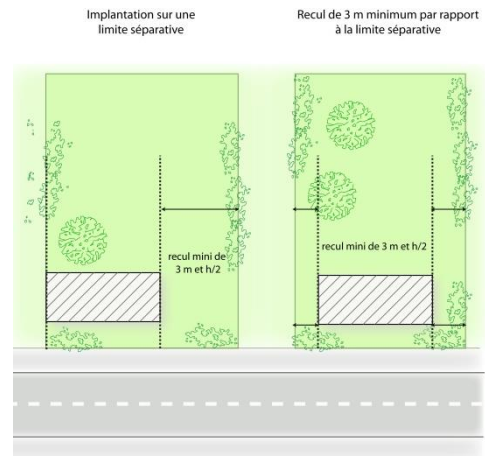 Implantation sur une
limite séparative
Recul de 3 m minimum par rapport
à la limite séparative
recul mini de
3 m et h/2
recul mini de 3 m et h/2